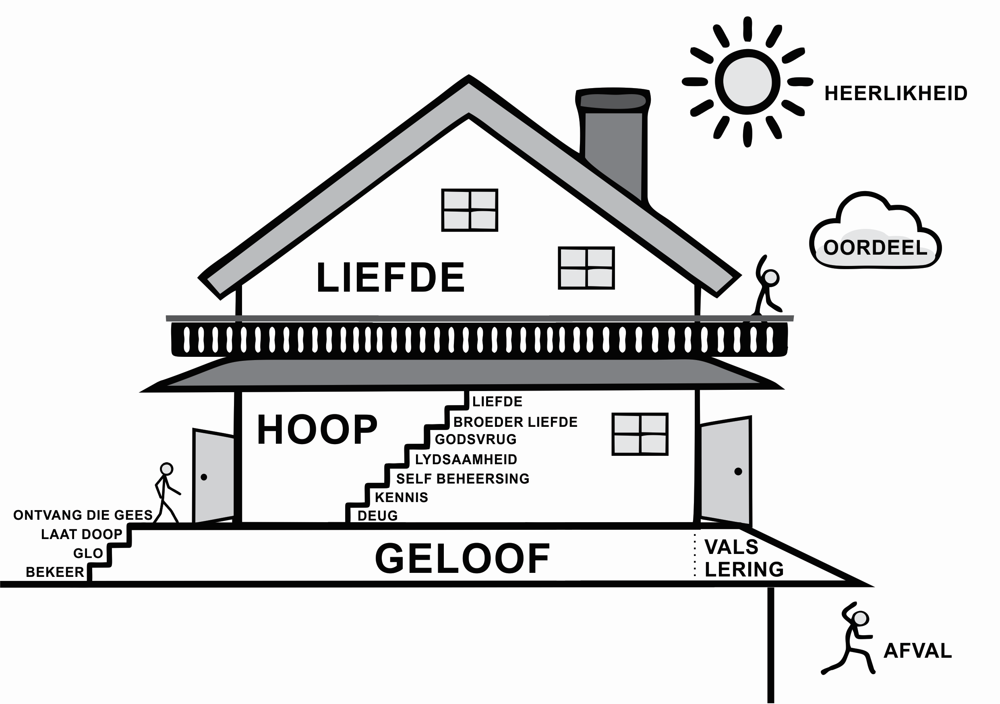 HEERLIKHEID
OORDEEL
LIEFDE
HOOP
LIEFDE
BROEDER LIEFDE
GODSVRUG
LYDSAAMHEID
SELF BEHEERSING
KENNIS
DEUG
ONTVANG DIE GEES
LAAT DOOP
GLO
BEKEER
GELOOF
VALS
LERING
AFVAL